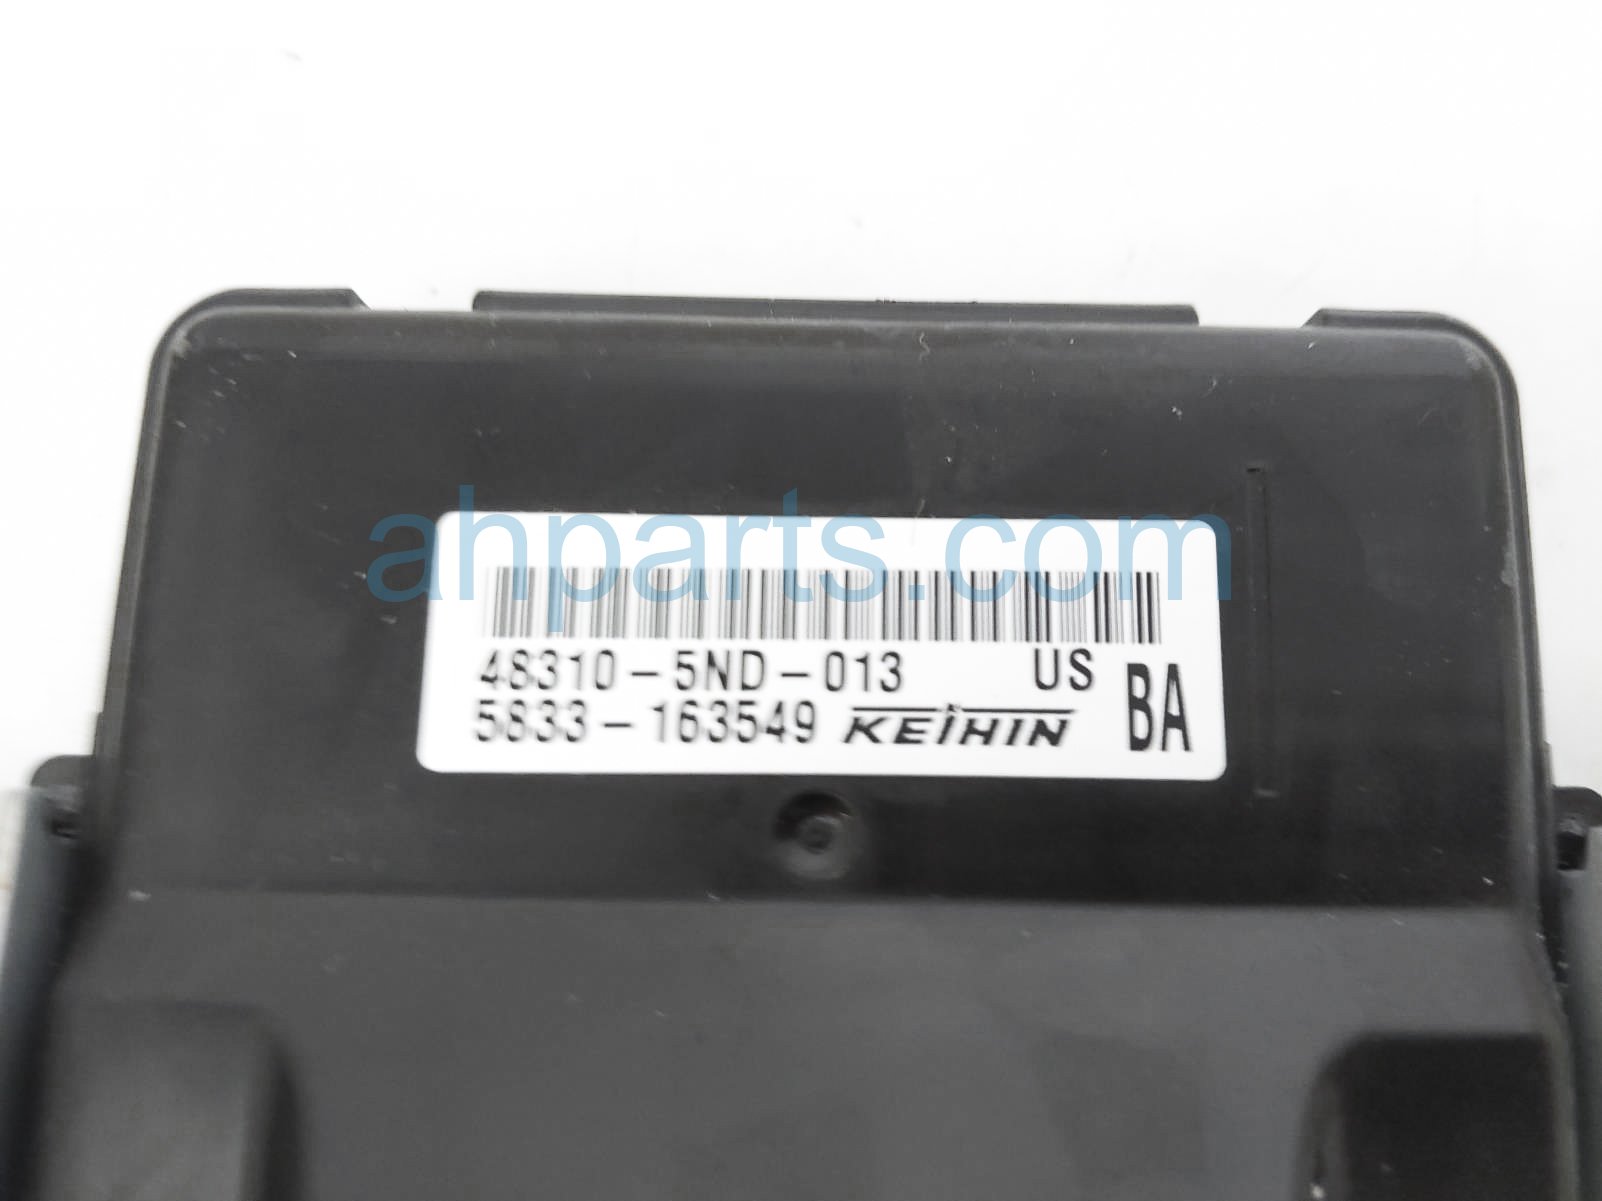 ahparts.com
48310-5ND-013 US
5833-163549 KEIHIN BA